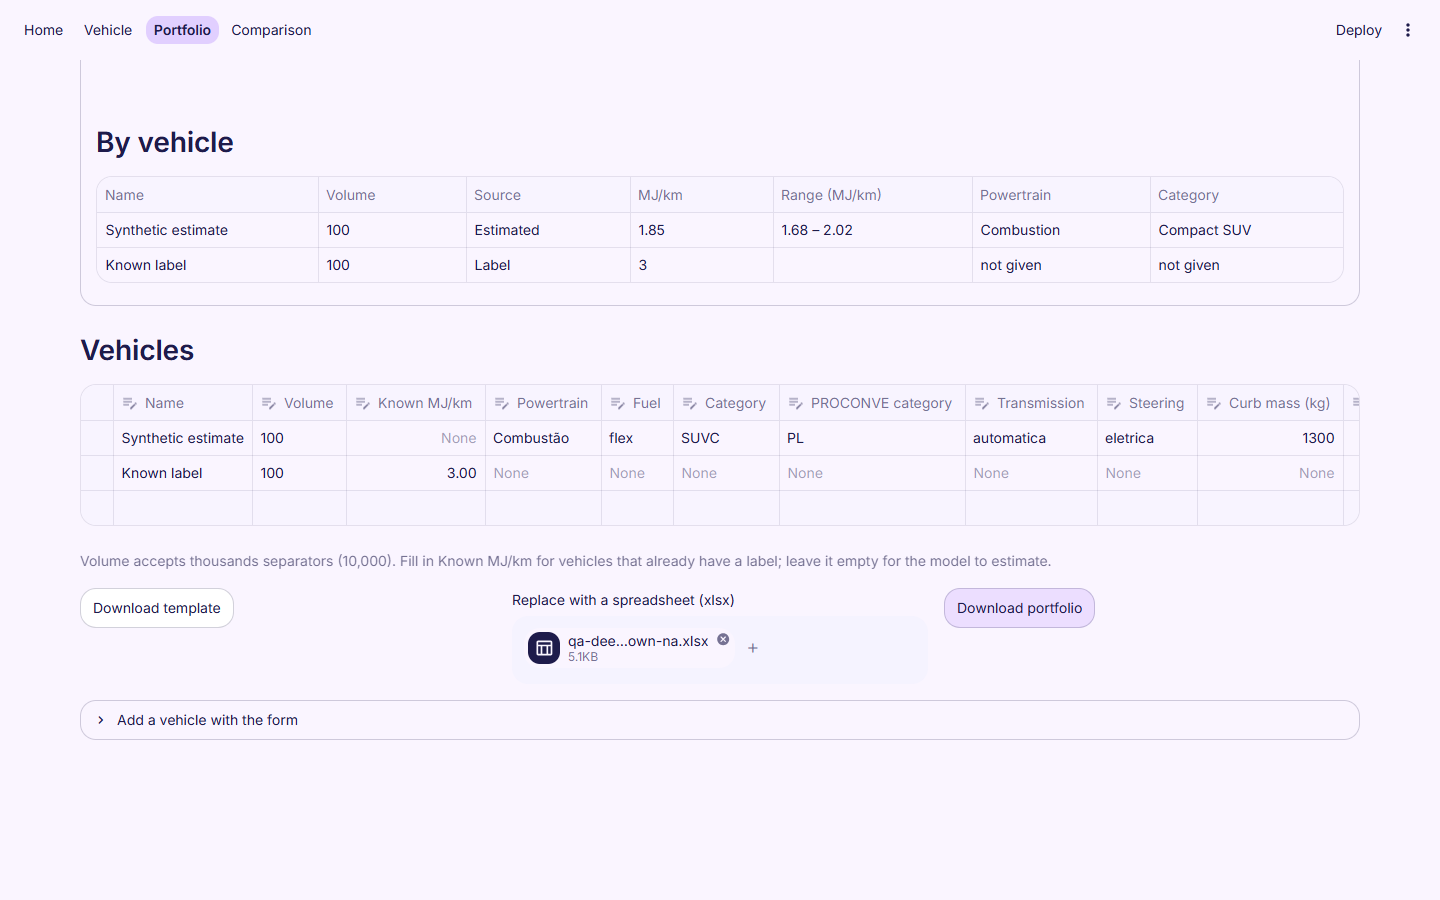 Home Vehicle Portfolio Comparison Deploy
By vehicle
Name Volume Source MJ/km Range (MJ/km) Powertrain Category
Synthetic estimate 100 Estimated 1.85 1.68 – 2.02 Combustion Compact SUV
Known label 100 Label 3 not given not given
Vehicles
Name Volume Known MJ/km Powertrain Fuel Category PROCONVE category Transmission Steering Curb mass (kg)
Synthetic estimate 100 None Combustão flex SUVC PL automatica eletrica 1300
Known label 100 3.00 None None None None None None None
Volume accepts thousands separators (10,000). Fill in Known MJ/km for vehicles that already have a label; leave it empty for the model to estimate.
Download template
Replace with a spreadsheet (xlsx)
qa-dee...own-na.xlsx
5.1KB
Download portfolio
Add a vehicle with the form